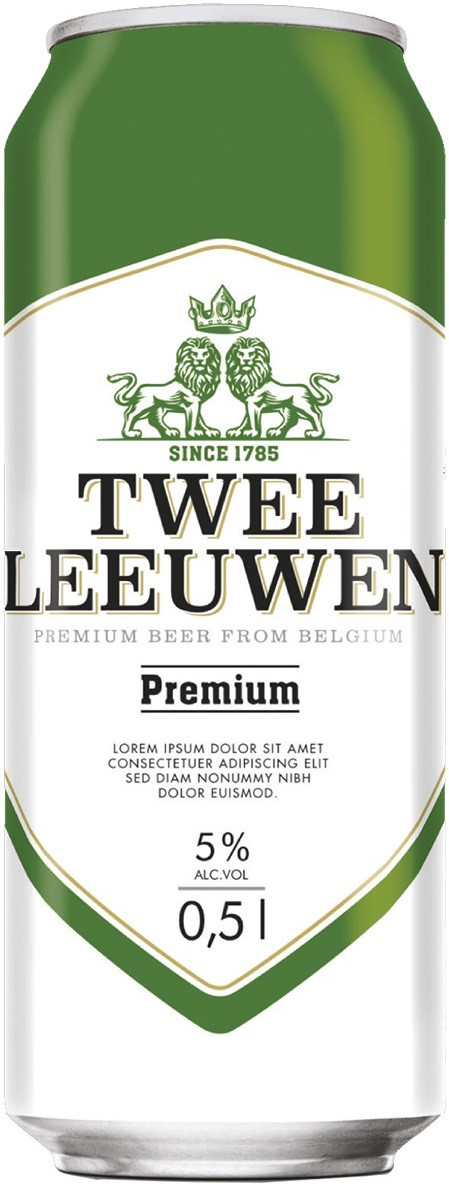 SINCE 1785
TWEE
LEEUWEN
PREMIUM BEER FROM BELGIUM
Premium
LOREM IPSUM DOLOR SIT AMET
CONSECTETUER ADIPISCING ELIT
SED DIAM NONUMMY NIBH
DOLOR EUISMOD.
5%
ALC.VOL
0,5 l